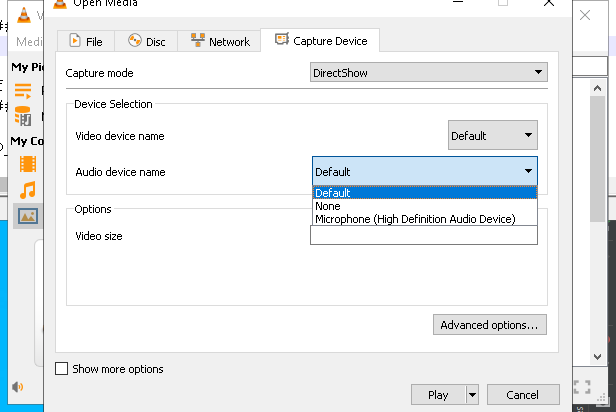 Open Media
Medi
File
Disc
Network
Capture Device
My Pi
My Co
Capture mode
DirectShow
Device Selection
Video device name
Default
Audio device name
Default
Default
None
Microphone (High Definition Audio Device)
Options
Video size
Advanced options...
Show more options
Play
Cancel